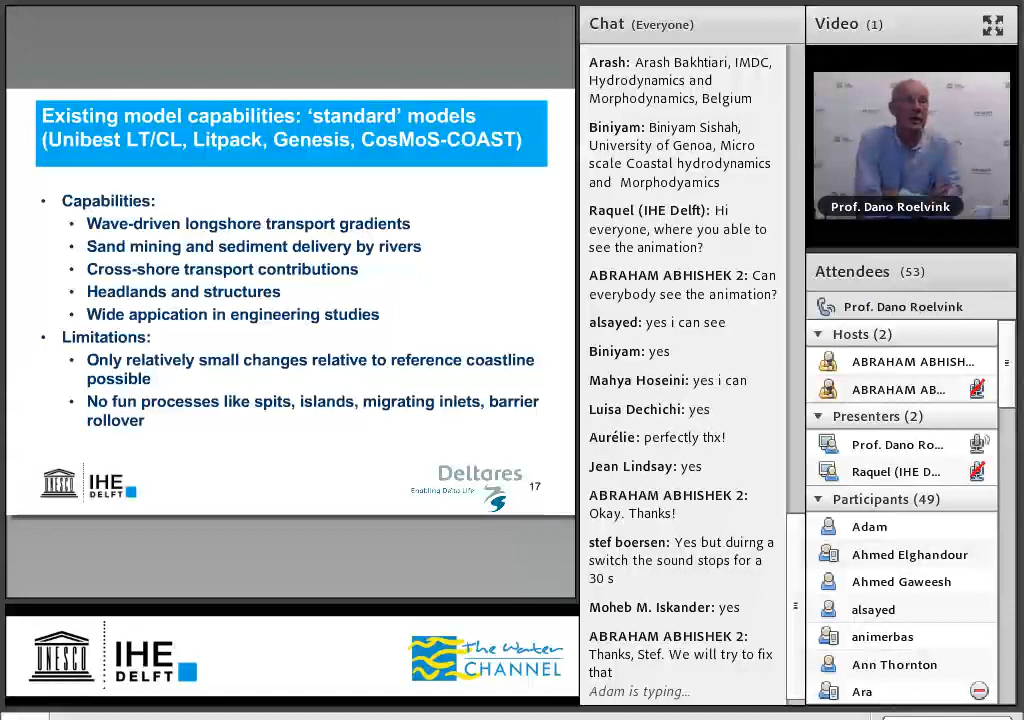 Existing model capabilities: ‘standard’ models
(Unibest LT/CL, Litpack, Genesis, CosMoS-COAST)
• Capabilities:
• Wave-driven longshore transport gradients
• Sand mining and sediment delivery by rivers
• Cross-shore transport contributions
• Headlands and structures
• Wide appication in engineering studies
• Limitations:
• Only relatively small changes relative to reference coastline
possible
• No fun processes like spits, islands, migrating inlets, barrier
rollover
UNESCO
IHE
DELFT
Deltares
Enabling Delta Life
17
UNESCO
IHE
DELFT
the Water
CHANNEL
Chat (Everyone)
Arash: Arash Bakhtiari, IMDC,
Hydrodynamics and
Morphodynamics, Belgium
Biniyam: Biniyam Sishah,
University of Genoa, Micro
scale Coastal hydrodynamics
and Morphodyamics
Raquel (IHE Delft): Hi
everyone, where you able to
see the animation?
ABRAHAM ABHISHEK 2: Can
everybody see the animation?
alsayed: yes i can see
Biniyam: yes
Mahya Hoseini: yes i can
Luisa Dechichi: yes
Aurélie: perfectly thx!
Jean Lindsay: yes
ABRAHAM ABHISHEK 2:
Okay. Thanks!
stef boersen: Yes but duirng a
switch the sound stops for a
30 s
Moheb M. Iskander: yes
ABRAHAM ABHISHEK 2:
Thanks, Stef. We will try to fix
that
Adam is typing...
Video (1)
Prof. Dano Roelvink
Attendees (53)
Prof. Dano Roelvink
Hosts (2)
ABRAHAM ABHISH...
ABRAHAM AB...
Presenters (2)
Prof. Dano Ro...
Raquel (IHE D...
Participants (49)
Adam
Ahmed Elghandour
Ahmed Gaweesh
alsayed
animerbas
Ann Thornton
Ara